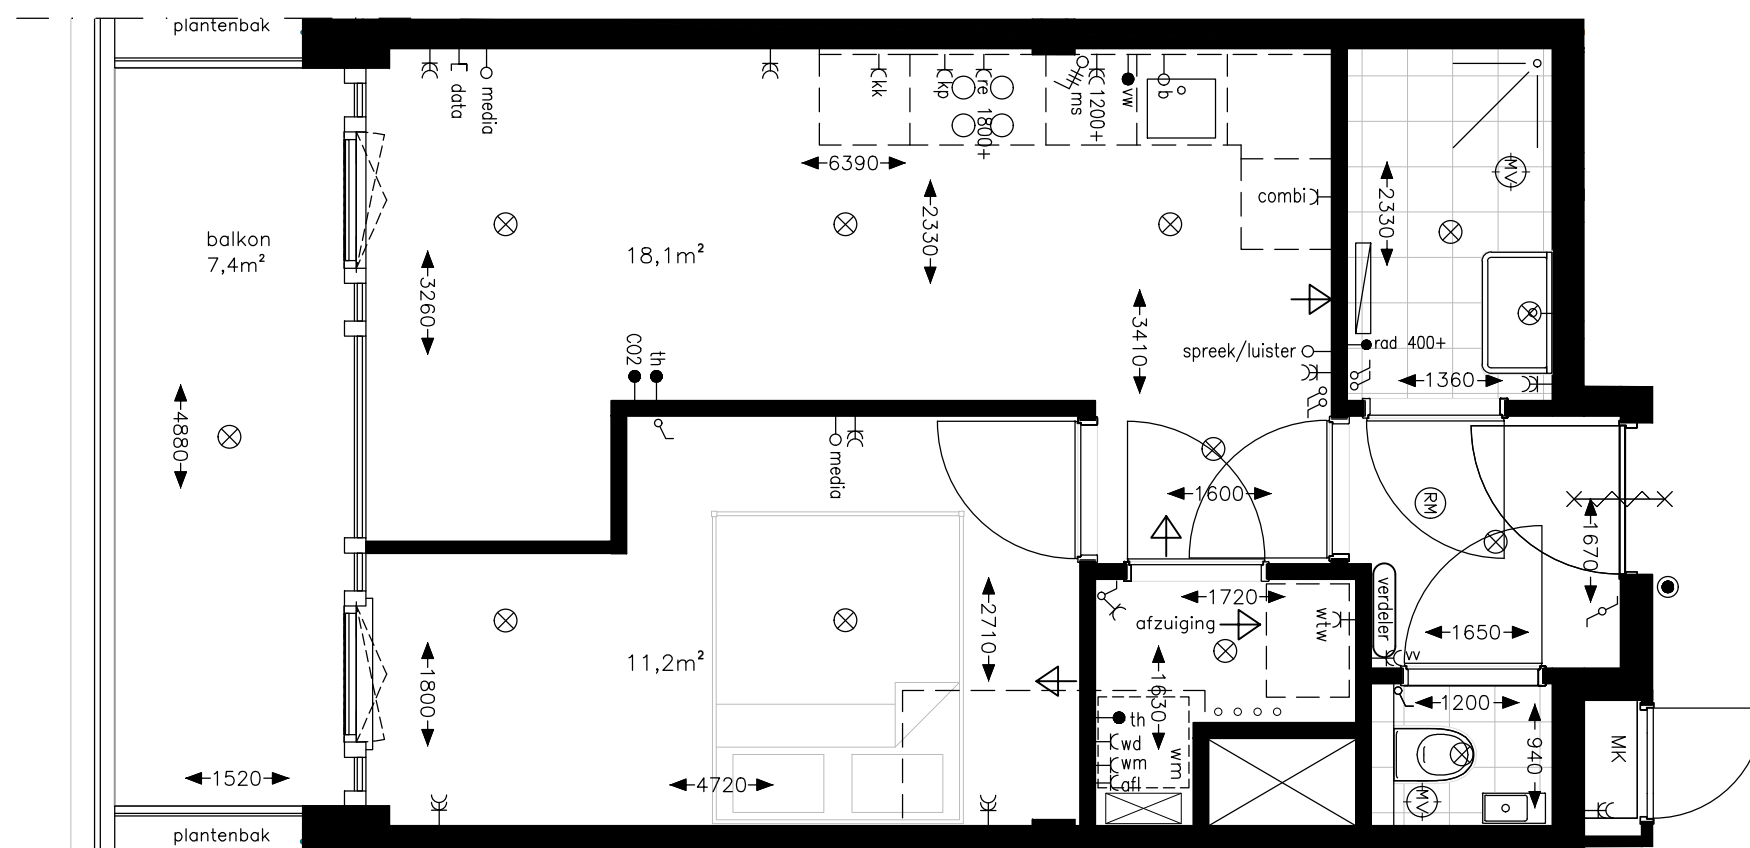 plantenbak
data
media
kk
kp
re 1800+
ms
1200+
vw
b
6390
2330
combi
MV
2330
balkon
7,4m²
18,1m²
3260
3410
CO2
th
spreek/luister
rad 400+
1360
4880
media
1600
RM
1670
1720
afzuiging
wtw
verdeler
1650
vv
11,2m²
2710
1800
1630
th
wd
wm
afl
wm
1200
940
MK
MV
1520
4720
plantenbak